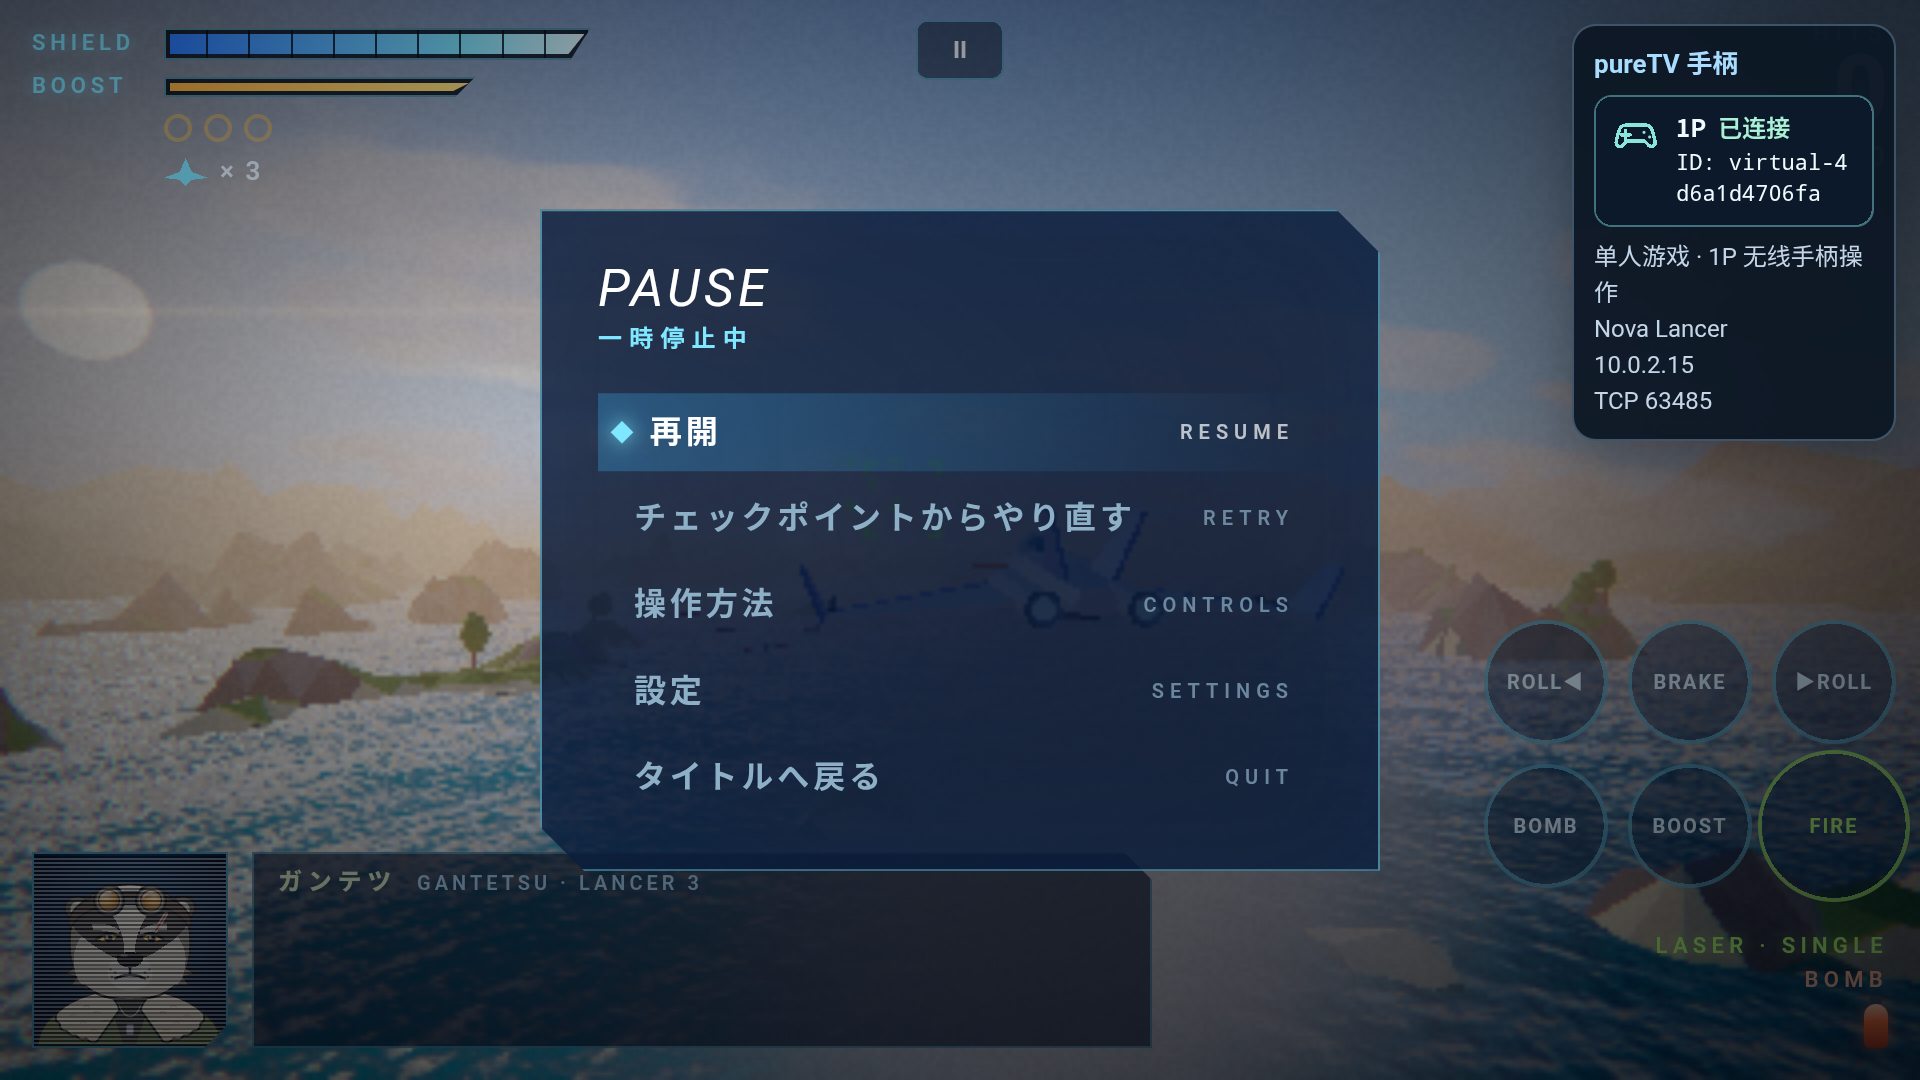 SHIELD
BOOST
× 3
pureTV 手柄
1P 已连接
ID: virtual-4
d6a1d4706fa
单人游戏 · 1P 无线手柄操
作
Nova Lancer
10.0.2.15
TCP 63485
PAUSE
一時停止中
再開 RESUME
チェックポイントからやり直す RETRY
操作方法 CONTROLS
設定 SETTINGS
タイトルへ戻る QUIT
ROLL◀ BRAKE ▶ROLL
BOMB BOOST FIRE
ガンテツ GANTETSU · LANCER 3
LASER · SINGLE
BOMB